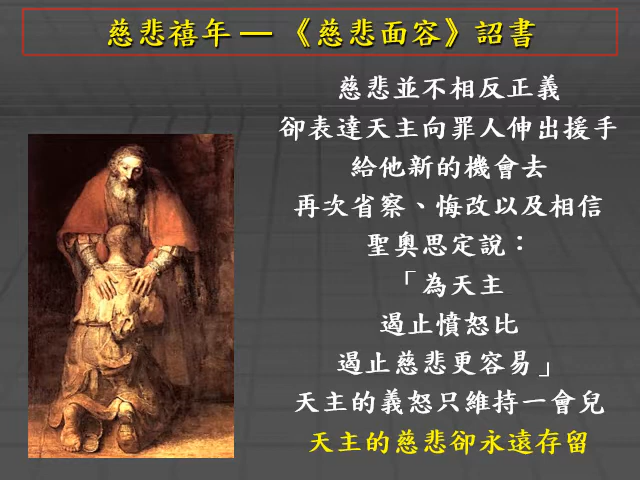 慈悲禧年 — 《慈悲面容》詔書
慈悲並不相反正義
卻表達天主向罪人伸出援手
給他新的機會去
再次省察、悔改以及相信
聖奧思定說：
「為天主
遏止憤怒比
遏止慈悲更容易」
天主的義怒只維持一會兒
天主的慈悲卻永遠存留